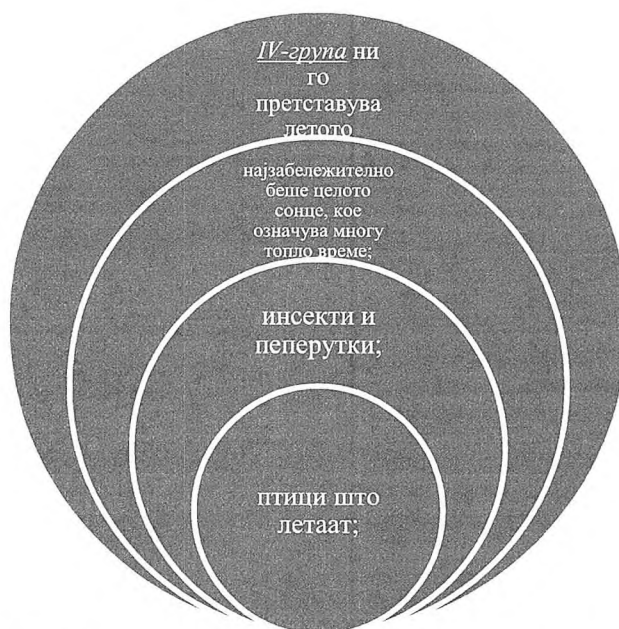 IV-група ни
го
претставува
летото
најзабележително
беше целото
сонце, кое
означува многу
топло време;
инсекти и
пеперутки;
птици што
летаат;